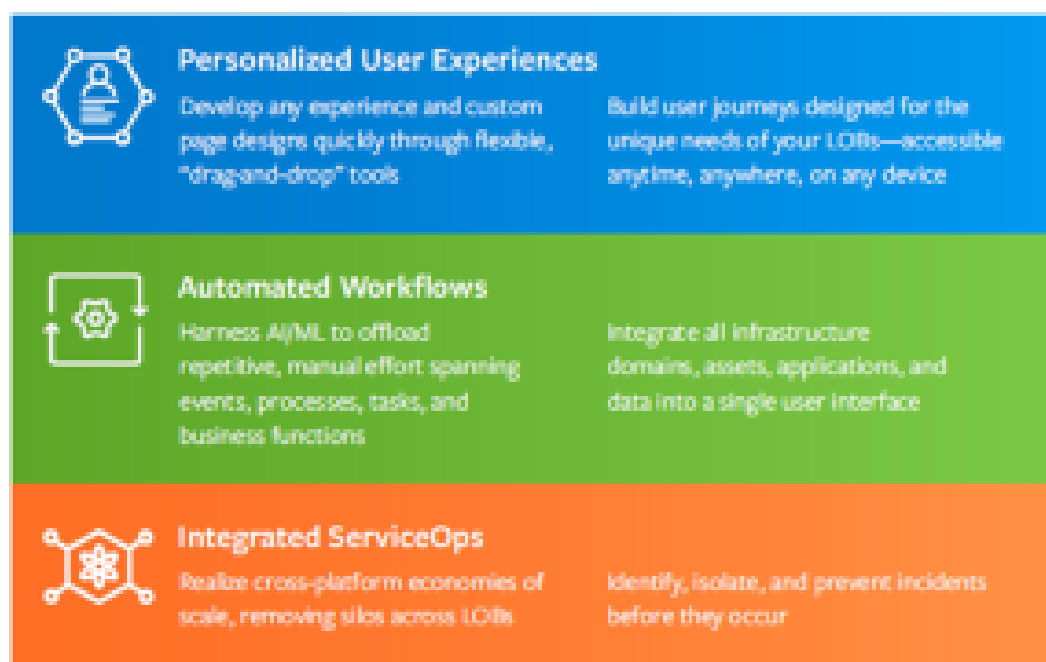 Personalized User Experiences
Develop any experience and custom
page designs quickly through flexible,
"drag-and-drop" tools
Build user journeys designed for the
unique needs of your LOBs—accessible
anytime, anywhere, on any device
Automated Workflows
Harness AI/ML to offload
repetitive, manual effort spanning
events, processes, tasks, and
business functions
Integrate all infrastructure
domains, assets, applications, and
data into a single user interface
Integrated ServiceOps
Realize cross-platform economies of
scale, removing silos across LOBs
Identify, isolate, and prevent incidents
before they occur